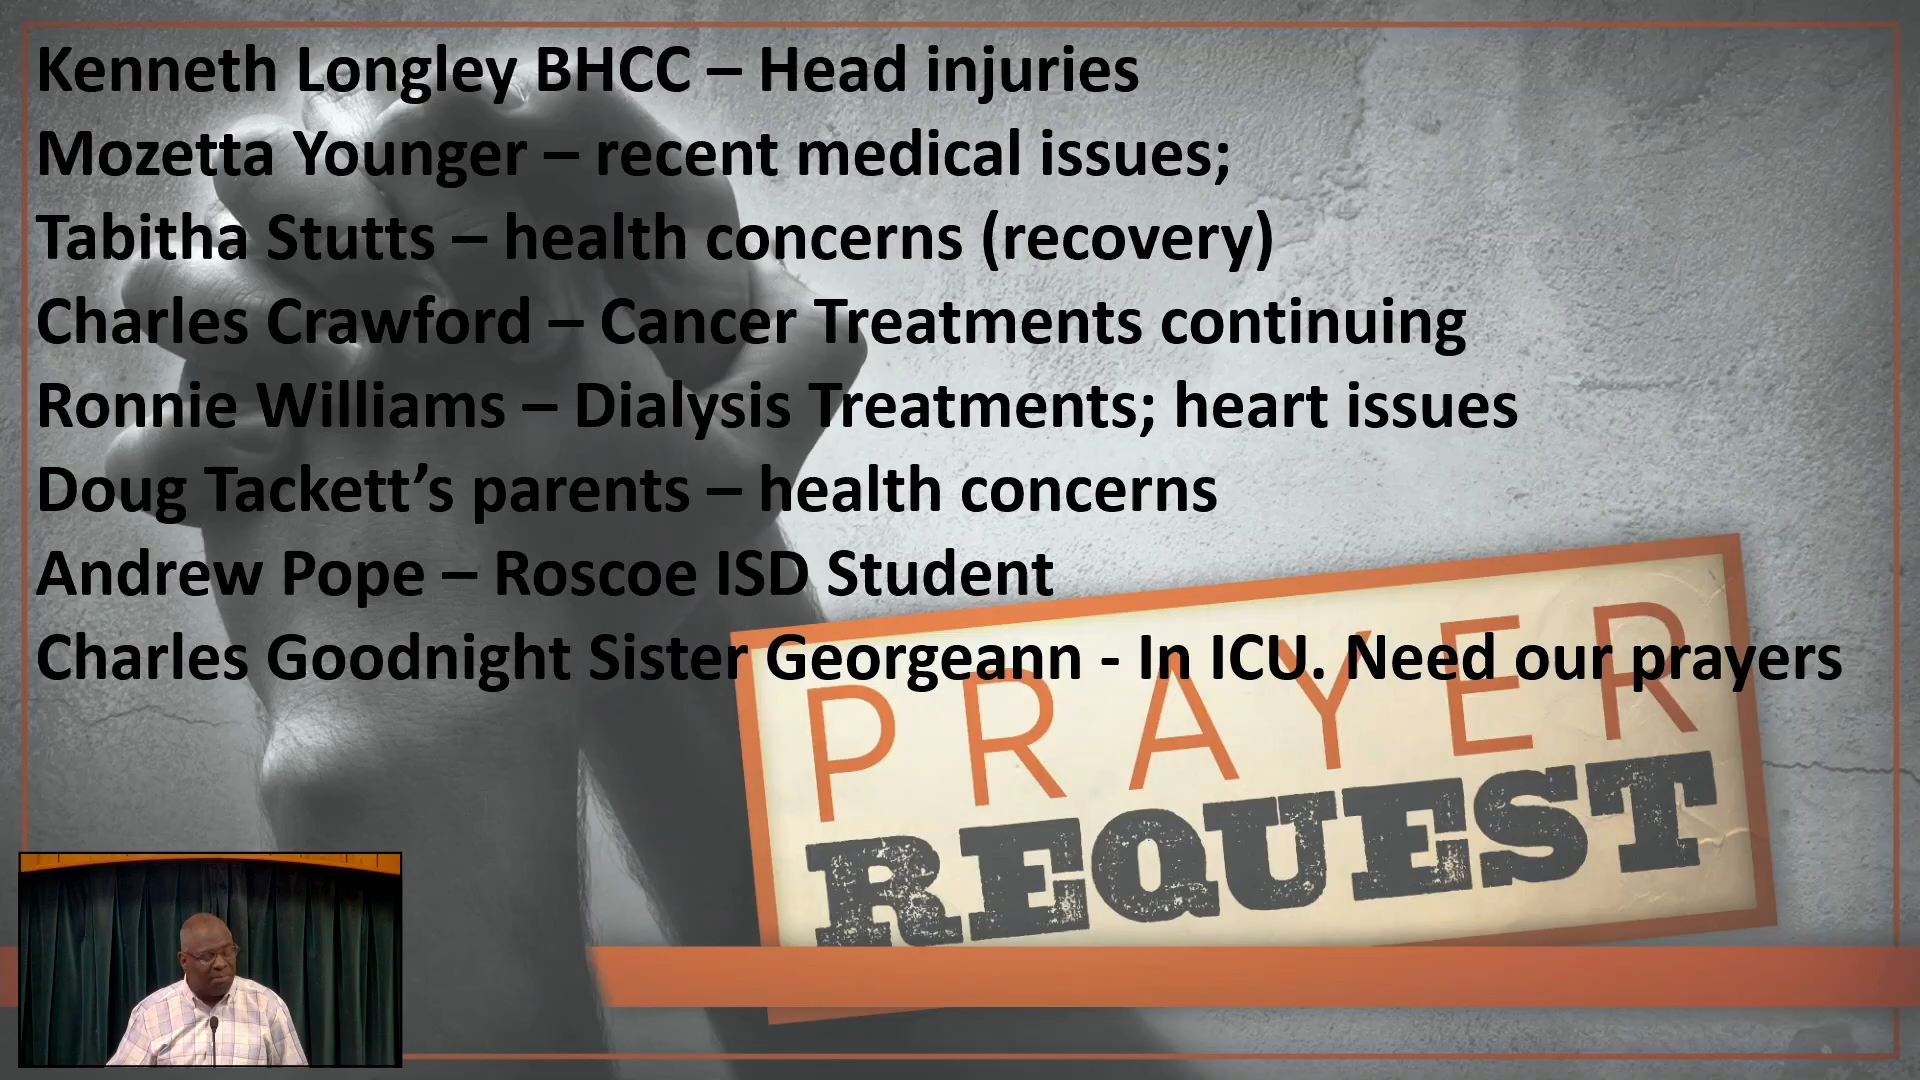 Kenneth Longley BHCC – Head injuries
Mozetta Younger – recent medical issues;
Tabitha Stutts – health concerns (recovery)
Charles Crawford – Cancer Treatments continuing
Ronnie Williams – Dialysis Treatments; heart issues
Doug Tackett’s parents – health concerns
Andrew Pope – Roscoe ISD Student
Charles Goodnight Sister Georgeann - In ICU. Need our prayers
PRAYER
REQUEST